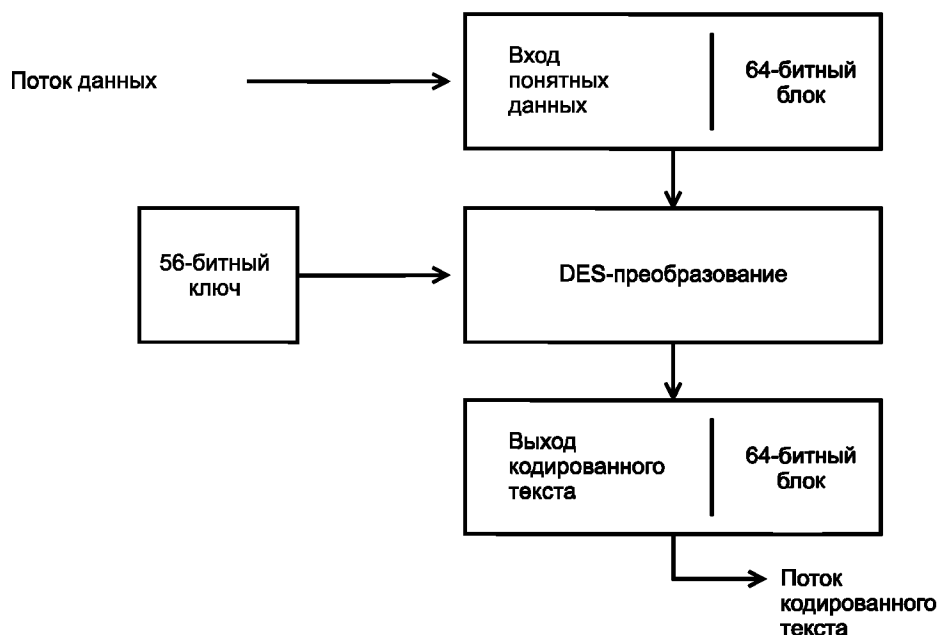 Поток данных
Вход
понятных
данных
64-битный
блок
56-битный
ключ
DES-преобразование
Выход
кодированного
текста
64-битный
блок
Поток
кодированного
текста